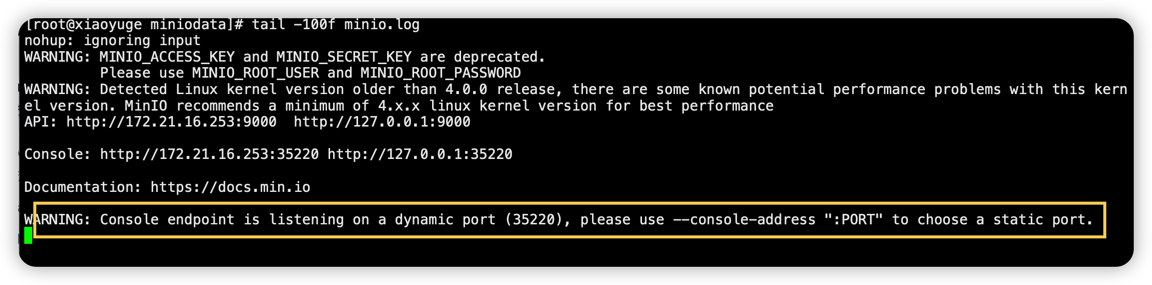 [root@xiaoyuge miniodata]# tail -100f minio.log
nohup: ignoring input
WARNING: MINIO_ACCESS_KEY and MINIO_SECRET_KEY are deprecated.
         Please use MINIO_ROOT_USER and MINIO_ROOT_PASSWORD
WARNING: Detected Linux kernel version older than 4.0.0 release, there are some known potential performance problems with this kern
el version. MinIO recommends a minimum of 4.x.x linux kernel version for best performance
API: http://172.21.16.253:9000  http://127.0.0.1:9000
Console: http://172.21.16.253:35220 http://127.0.0.1:35220
Documentation: https://docs.min.io
WARNING: Console endpoint is listening on a dynamic port (35220), please use --console-address ":PORT" to choose a static port.